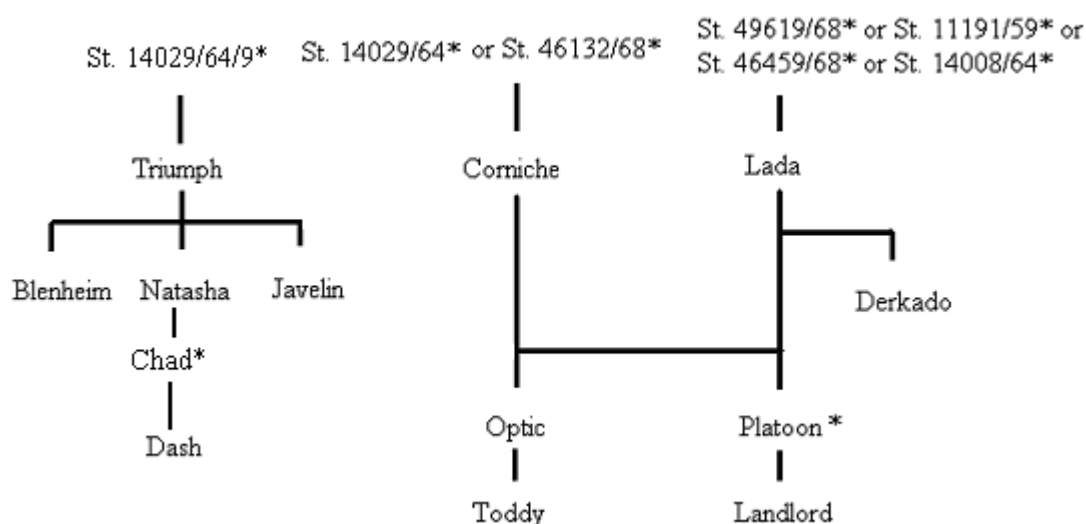 St. 14029/64/9*
St. 14029/64* or St. 46132/68*
St. 49619/68* or St. 11191/59* or
St. 46459/68* or St. 14008/64*
Triumph
Corniche
Lada
Blenheim
Natasha
Javelin
Derkado
Chad*
Optic
Platoon *
Dash
Toddy
Landlord